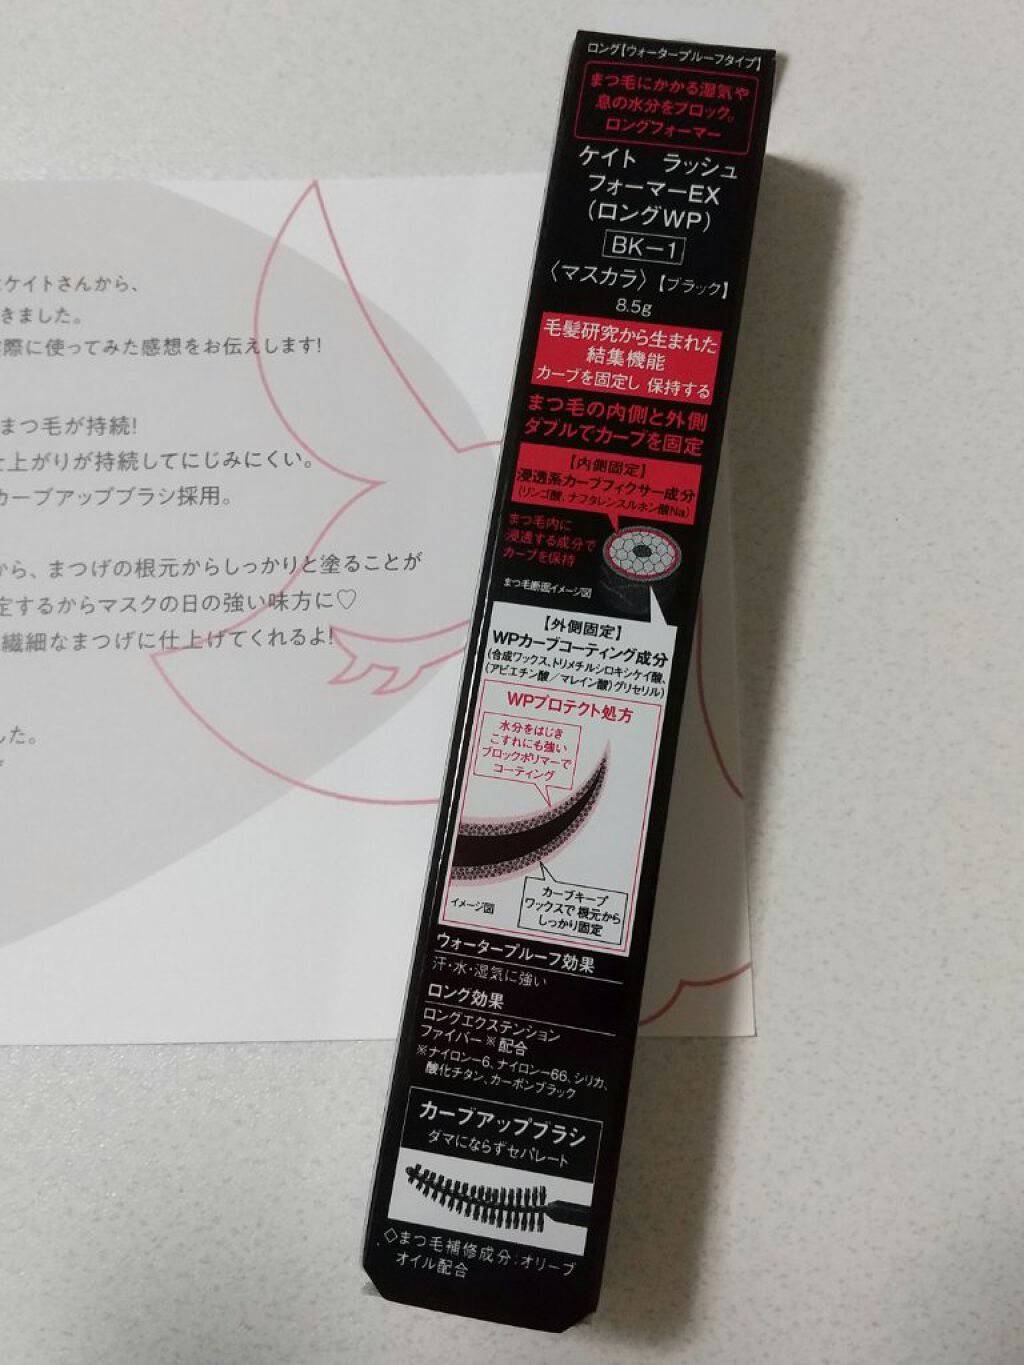 ロング【ウォータープルーフタイプ】
まつ毛にかかる湿気や
息の水分をブロック。
ロングフォーマー
ケイト ラッシュ
フォーマーEX
(ロングWP)
BK-1
〈マスカラ〉【ブラック】
8.5g
毛髪研究から生まれた
結集機能
カーブを固定し 保持する
まつ毛の内側と外側
ダブルでカーブを固定
【内側固定】
浸透系カーブフィクサー成分
(リンゴ酸、ナフタレンスルホン酸Na)
まつ毛内に
浸透する成分で
カーブを保持
まつ毛断面イメージ図
【外側固定】
WPカーブコーティング成分
(合成ワックス、トリメチルシロキシケイ酸、
(アビエチン酸/マレイン酸)グリセリル)
WPプロテクト処方
水分をはじき
こすれにも強い
ブロックポリマーで
コーティング
カーブキープ
ワックスで根元から
しっかり固定
イメージ図
ウォータープルーフ効果
汗・水・湿気に強い
ロング効果
ロングエクステンション
ファイバー※配合
※ナイロン-6、ナイロン-66、シリカ、
酸化チタン、カーボンブラック
カーブアップブラシ
ダマにならずセパレート
◇まつ毛補修成分:オリーブ
オイル配合
ケイトさんから、
きました。
際に使ってみた感想をお伝えします!
まつ毛が持続!
上がりが持続してにじみにくい。
カーブアップブラシ採用。
から、まつげの根元からしっかりと塗ることが
定するからマスクの日の強い味方に♡
繊細なまつげに仕上げてくれるよ!
した。